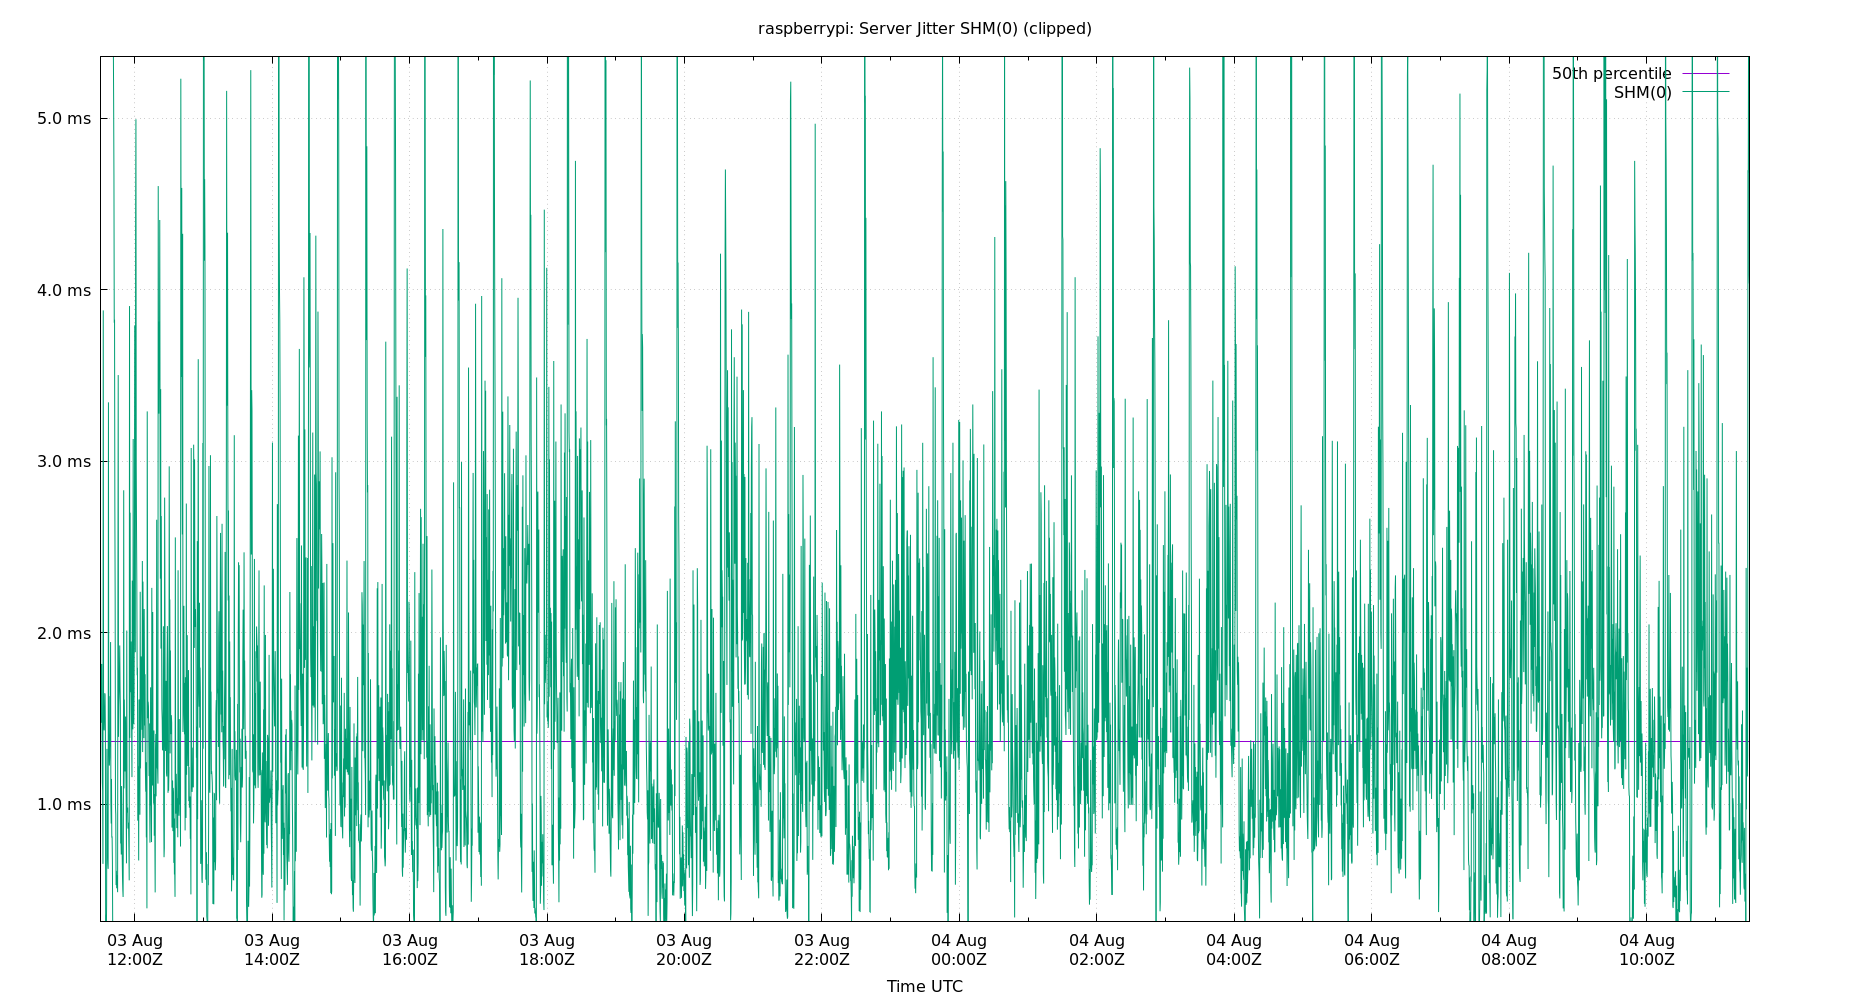 raspberrypi: Server Jitter SHM(0) (clipped)
50th percentile
SHM(0)
5.0 ms
4.0 ms
3.0 ms
2.0 ms
1.0 ms
03 Aug 03 Aug 03 Aug 03 Aug 03 Aug 03 Aug 04 Aug 04 Aug 04 Aug 04 Aug 04 Aug 04 Aug
12:00Z 14:00Z 16:00Z 18:00Z 20:00Z 22:00Z 00:00Z 02:00Z 04:00Z 06:00Z 08:00Z 10:00Z
Time UTC